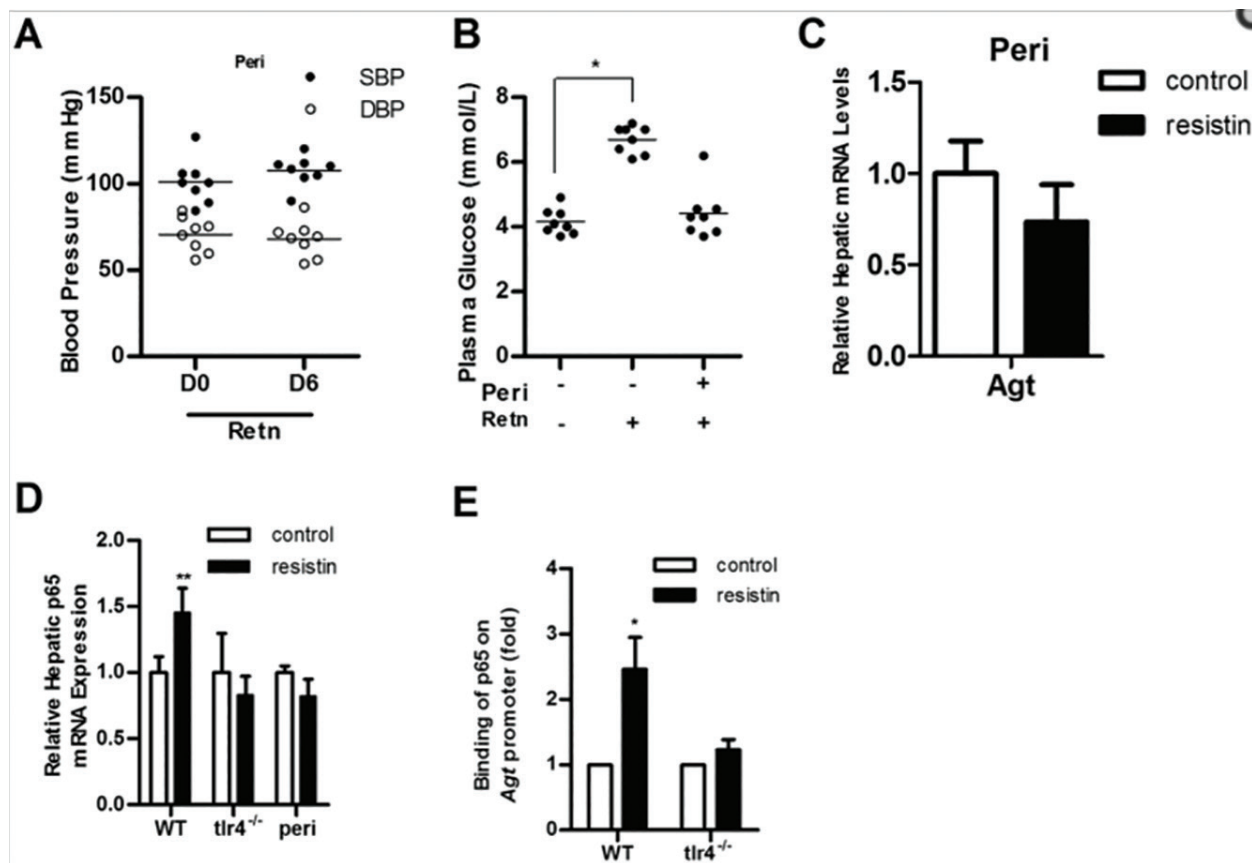 A
Peri
SBP
DBP
Blood Pressure (mmHg)
150
100
50
0
D0 D6
Retn
B
*
Plasma Glucose (mmol/L)
8
6
4
2
0
Peri - - +
Retn - + +
C
Peri
control
resistin
Relative Hepatic mRNA Levels
1.5
1.0
0.5
0.0
Agt
D
control
resistin
Relative Hepatic p65
mRNA Expression
2.0
1.5
1.0
0.5
0.0
**
WT tlr4-/- peri
E
control
resistin
Binding of p65 on
Agt promoter (fold)
4
3
2
1
0
*
WT tlr4-/-